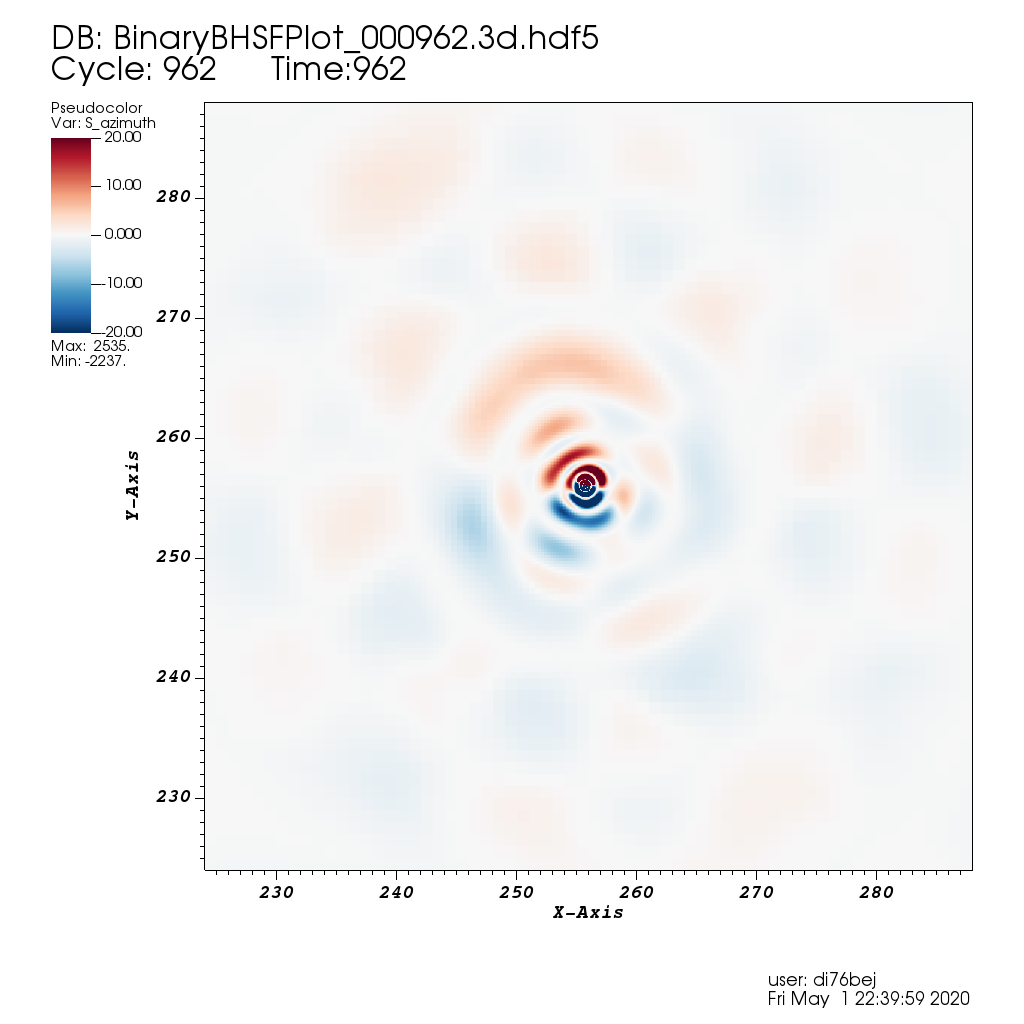 DB: BinaryBHSFPlot_000962.3d.hdf5
Cycle: 962 Time:962
Pseudocolor
Var: S_azimuth
20.00
10.00
0.000
-10.00
-20.00
Max: 2535.
Min: -2237.
280
270
260
250
240
230
Y-Axis
230 240 250 260 270 280
X-Axis
user: di76bej
Fri May 1 22:39:59 2020